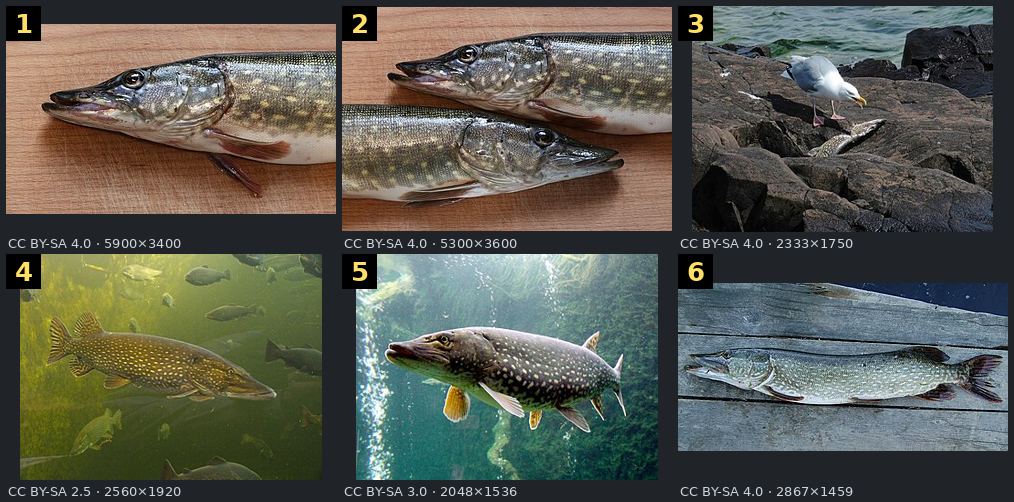 1
2
3
CC BY-SA 4.0 · 5900×3400
CC BY-SA 4.0 · 5300×3600
CC BY-SA 4.0 · 2333×1750
4
5
6
CC BY-SA 2.5 · 2560×1920
CC BY-SA 3.0 · 2048×1536
CC BY-SA 4.0 · 2867×1459